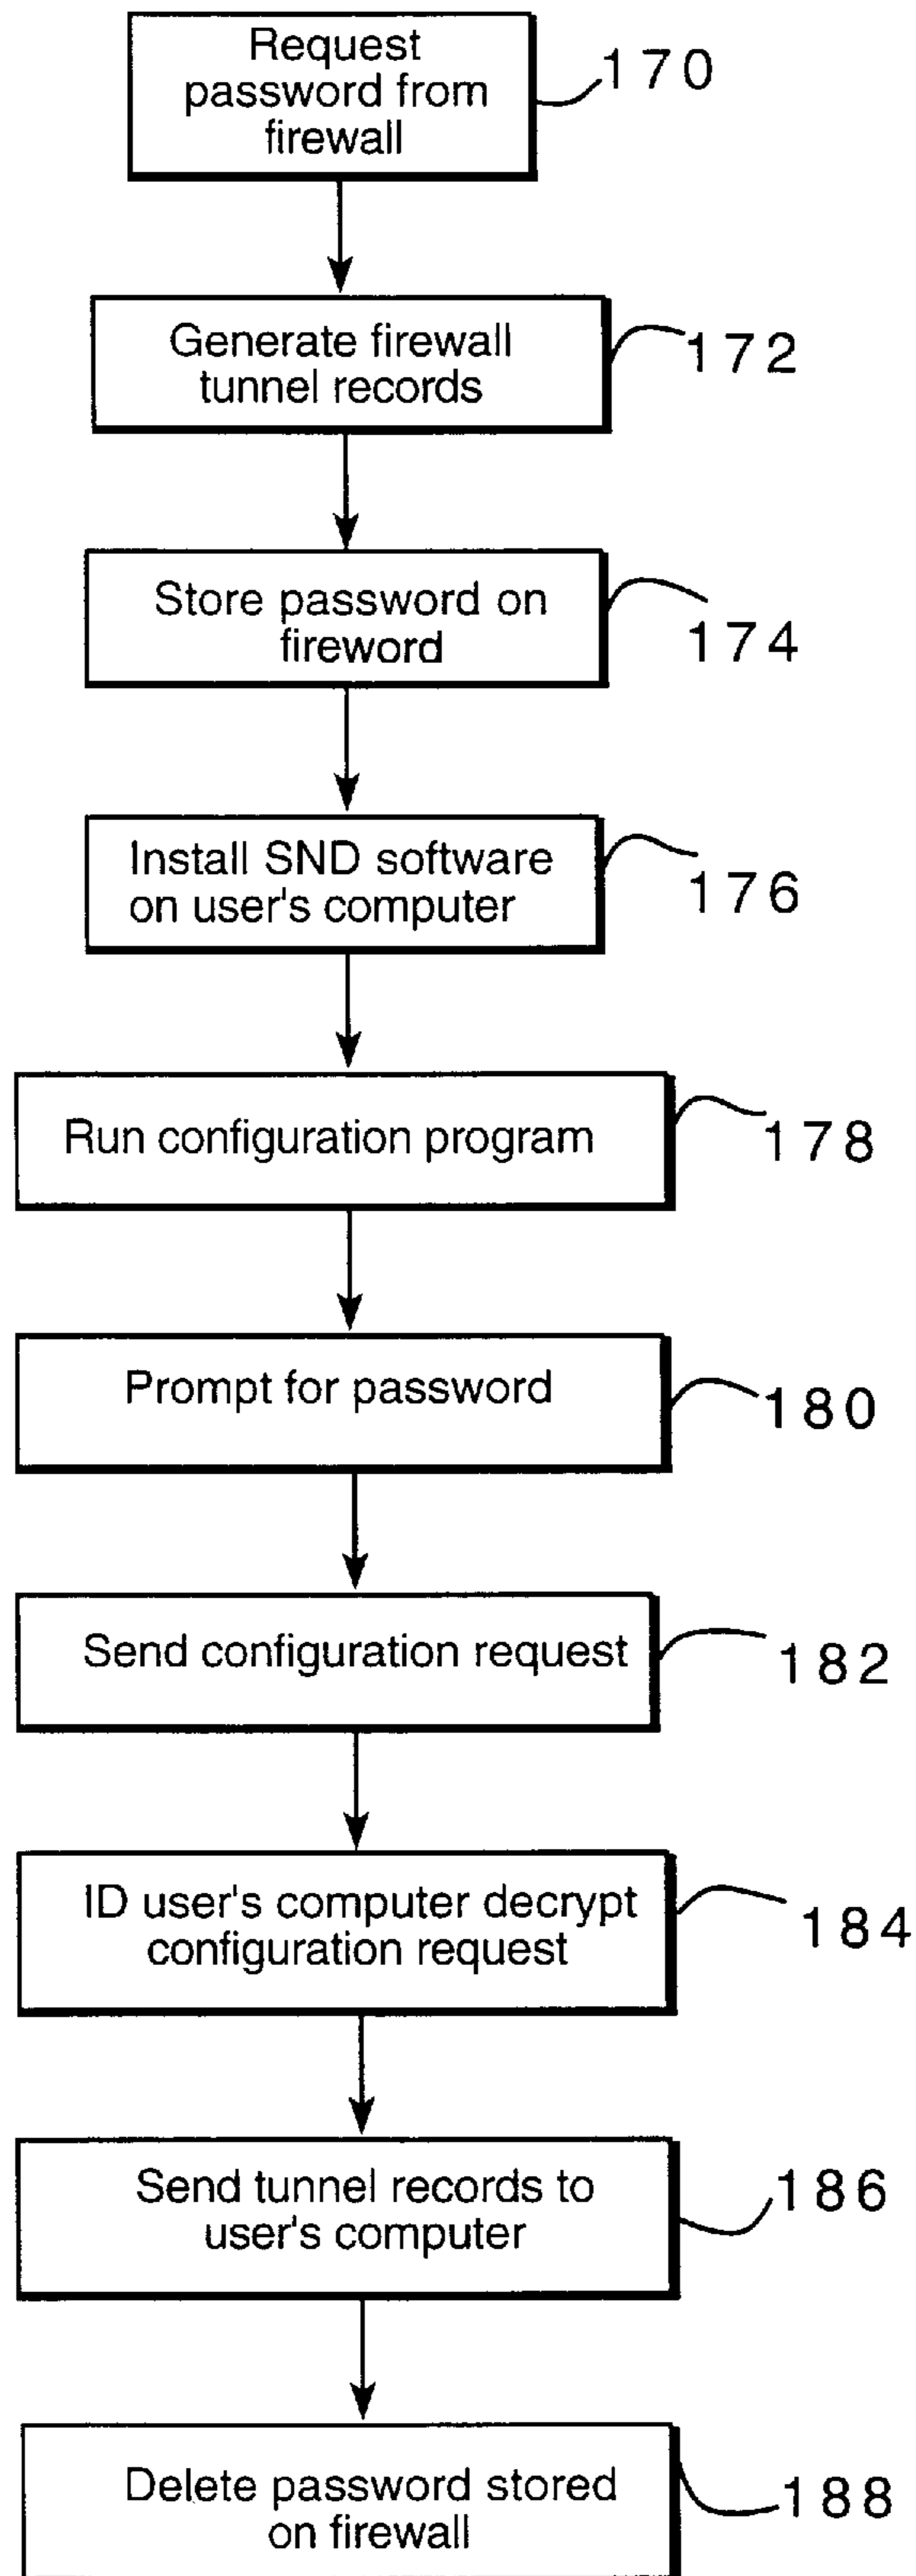 Request
password from
firewall
170
Generate firewall
tunnel records
172
Store password on
fireword
174
Install SND software
on user's computer
176
Run configuration program
178
Prompt for password
180
Send configuration request
182
ID user's computer decrypt
configuration request
184
Send tunnel records to
user's computer
186
Delete password stored
on firewall
188